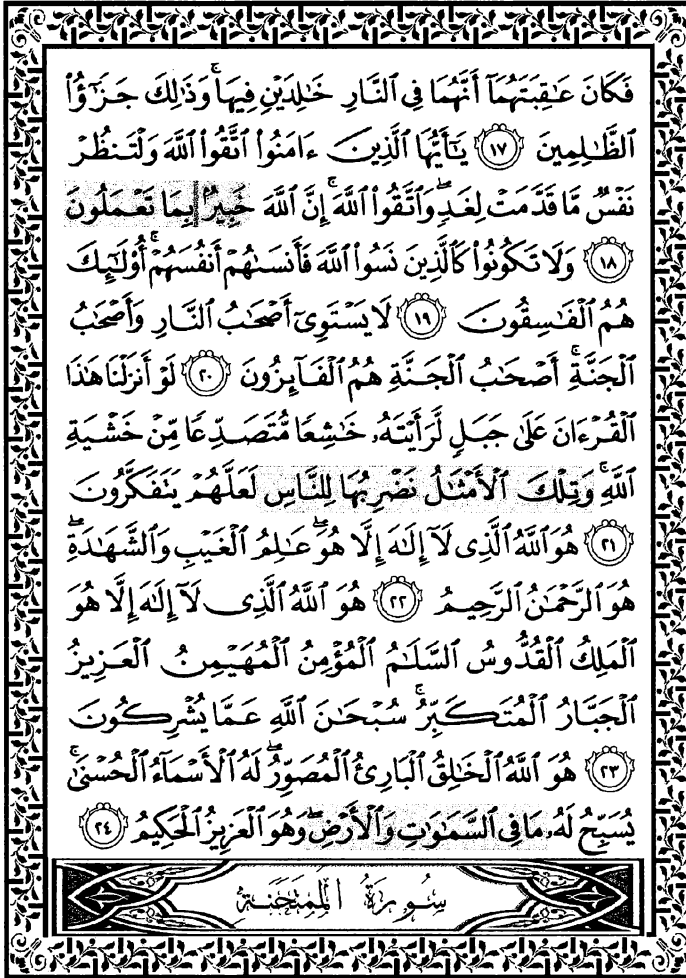 فَكَانَ عَـٰقِبَتَهُمَآ أَنَّهُمَا فِى ٱلنَّارِ خَـٰلِدَيْنِ فِيهَا ۚ وَذَٰلِكَ جَزَٰٓؤُا۟
ٱلظَّـٰلِمِينَ ١٧ يَـٰٓأَيُّهَا ٱلَّذِينَ ءَامَنُوا۟ ٱتَّقُوا۟ ٱللَّهَ وَلْتَنظُرْ
نَفْسٌ مَّا قَدَّمَتْ لِغَدٍ ۖ وَٱتَّقُوا۟ ٱللَّهَ ۚ إِنَّ ٱللَّهَ خَبِيرٌۢ بِمَا تَعْمَلُونَ
١٨ وَلَا تَكُونُوا۟ كَٱلَّذِينَ نَسُوا۟ ٱللَّهَ فَأَنسَىٰهُمْ أَنفُسَهُمْ ۚ أُو۟لَـٰٓئِكَ
هُمُ ٱلْفَـٰسِقُونَ ١٩ لَا يَسْتَوِىٓ أَصْحَـٰبُ ٱلنَّارِ وَأَصْحَـٰبُ
ٱلْجَنَّةِ ۚ أَصْحَـٰبُ ٱلْجَنَّةِ هُمُ ٱلْفَآئِزُونَ ٢٠ لَوْ أَنزَلْنَا هَـٰذَا
ٱلْقُرْءَانَ عَلَىٰ جَبَلٍ لَّرَأَيْتَهُۥ خَـٰشِعًا مُّتَصَدِّعًا مِّنْ خَشْيَةِ
ٱللَّهِ ۚ وَتِلْكَ ٱلْأَمْثَـٰلُ نَضْرِبُهَا لِلنَّاسِ لَعَلَّهُمْ يَتَفَكَّرُونَ
٢١ هُوَ ٱللَّهُ ٱلَّذِى لَآ إِلَـٰهَ إِلَّا هُوَ ۖ عَـٰلِمُ ٱلْغَيْبِ وَٱلشَّهَـٰدَةِ ۖ
هُوَ ٱلرَّحْمَـٰنُ ٱلرَّحِيمُ ٢٢ هُوَ ٱللَّهُ ٱلَّذِى لَآ إِلَـٰهَ إِلَّا هُوَ
ٱلْمَلِكُ ٱلْقُدُّوسُ ٱلسَّلَـٰمُ ٱلْمُؤْمِنُ ٱلْمُهَيْمِنُ ٱلْعَزِيزُ
ٱلْجَبَّارُ ٱلْمُتَكَبِّرُ ۚ سُبْحَـٰنَ ٱللَّهِ عَمَّا يُشْرِكُونَ
٢٣ هُوَ ٱللَّهُ ٱلْخَـٰلِقُ ٱلْبَارِئُ ٱلْمُصَوِّرُ ۖ لَهُ ٱلْأَسْمَآءُ ٱلْحُسْنَىٰ ۚ
يُسَبِّحُ لَهُۥ مَا فِى ٱلسَّمَـٰوَٰتِ وَٱلْأَرْضِ ۖ وَهُوَ ٱلْعَزِيزُ ٱلْحَكِيمُ ٢٤
سُورَةُ المُمْتَحَنَةِ